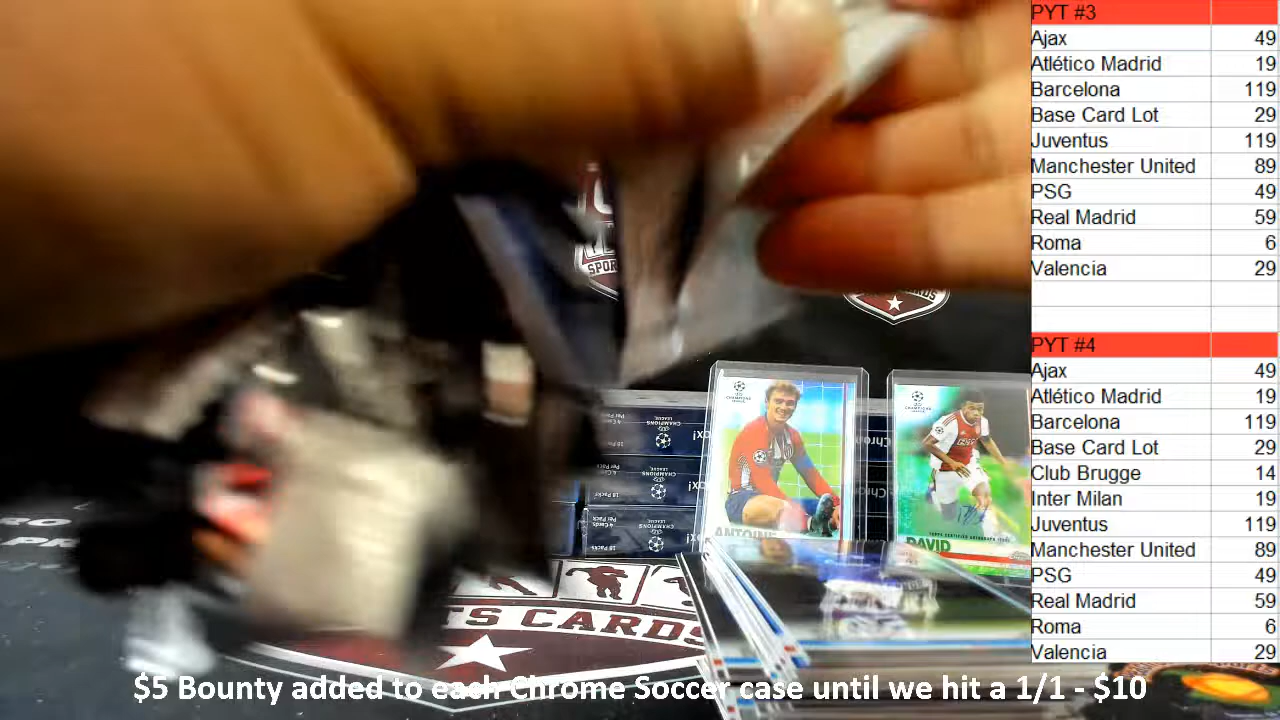 PYT #3
Ajax 49
Atlético Madrid 19
Barcelona 119
Base Card Lot 29
Juventus 119
Manchester United 89
PSG 49
Real Madrid 59
Roma 6
Valencia 29
PYT #4
Ajax 49
Atlético Madrid 19
Barcelona 119
Base Card Lot 29
Club Brugge 14
Inter Milan 19
Juventus 119
Manchester United 89
PSG 49
Real Madrid 59
Roma 6
Valencia 29
ANTOINE
DAVID
TS CARDS
$5 Bounty added to each Chrome Soccer case until we hit a 1/1 - $10